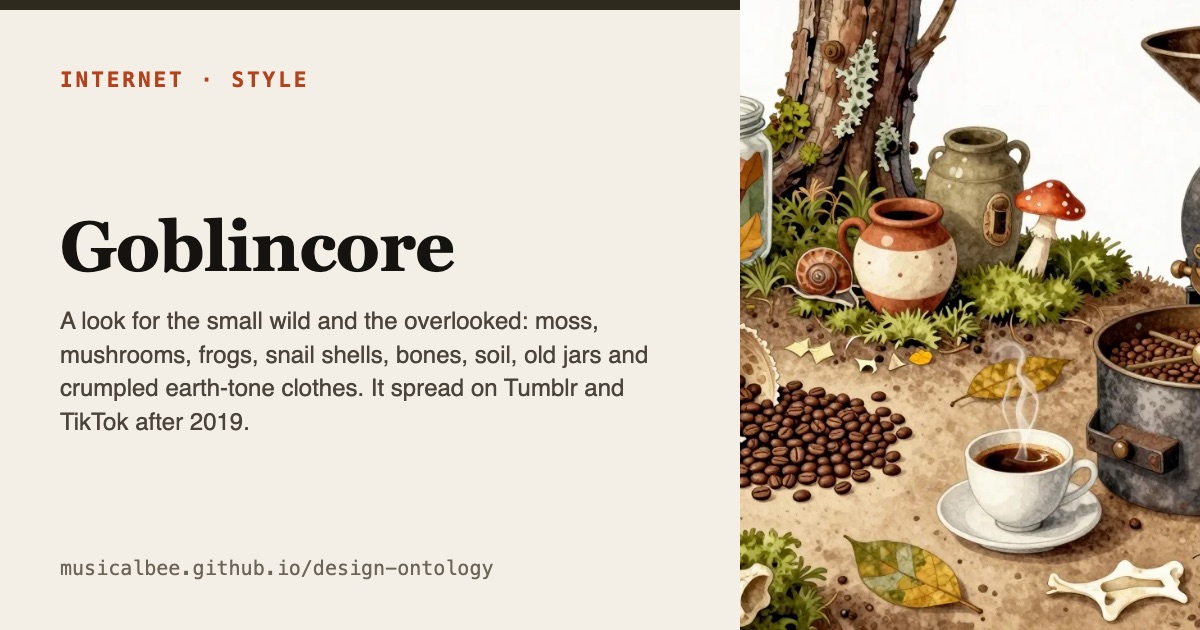 INTERNET · STYLE
Goblincore
A look for the small wild and the overlooked: moss,
mushrooms, frogs, snail shells, bones, soil, old jars and
crumpled earth-tone clothes. It spread on Tumblr and
TikTok after 2019.
musicalbee.github.io/design-ontology